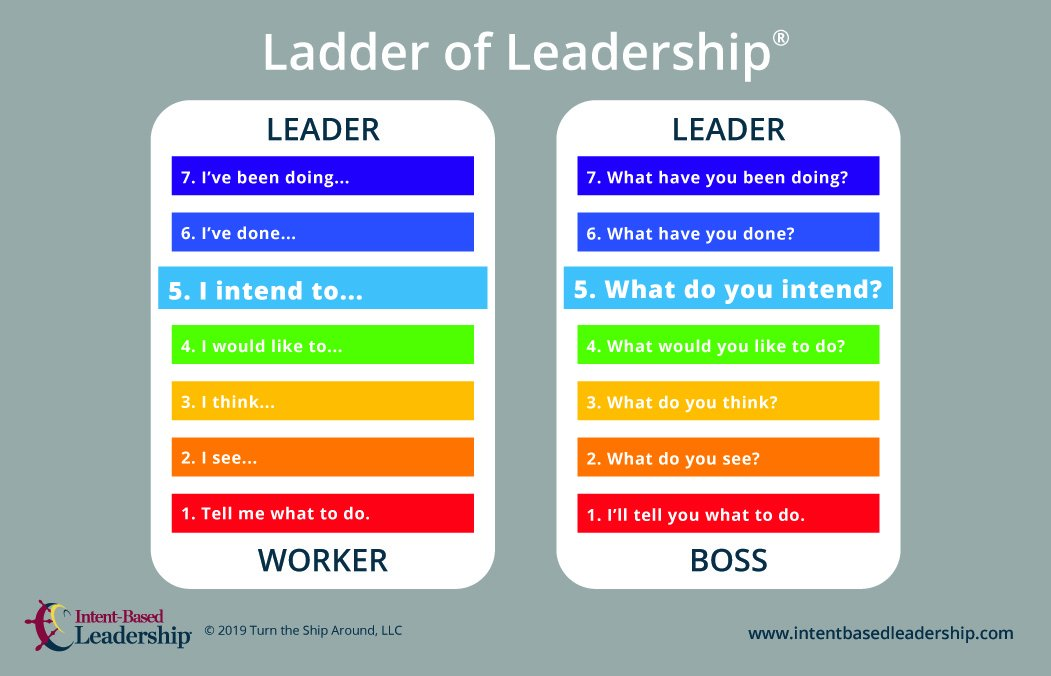 Ladder of Leadership®
LEADER
7. I’ve been doing...
6. I’ve done...
5. I intend to...
4. I would like to...
3. I think...
2. I see...
1. Tell me what to do.
WORKER
LEADER
7. What have you been doing?
6. What have you done?
5. What do you intend?
4. What would you like to do?
3. What do you think?
2. What do you see?
1. I’ll tell you what to do.
BOSS
Intent-Based
Leadership
© 2019 Turn the Ship Around, LLC
www.intentbasedleadership.com